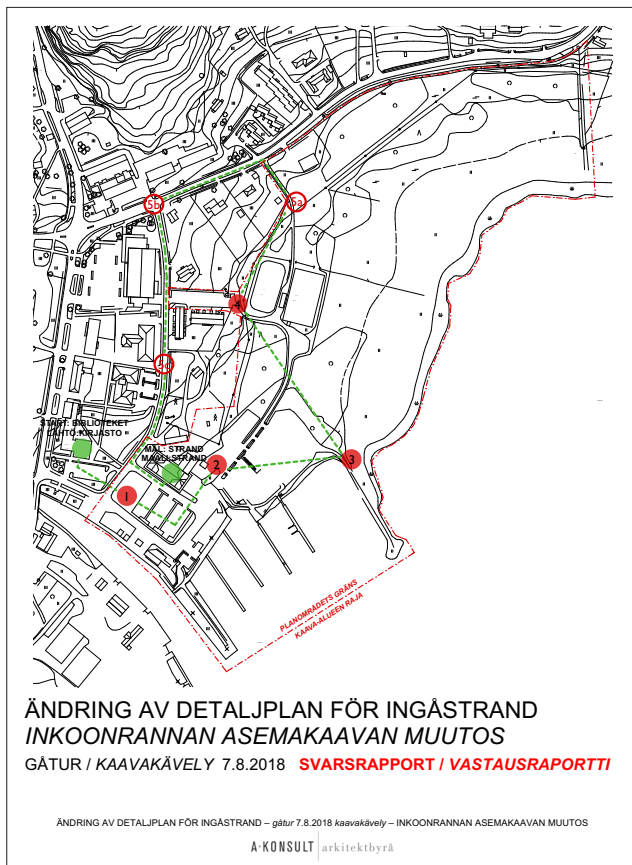 5b
5a
4
5c
START: BIBLIOTEKET
LÄHTÖ:KIRJASTO
MÅL: STRAND
MAALI:STRAND
2
3
1
PLANOMRÅDETS GRÄNS
KAAVA-ALUEEN RAJA
ÄNDRING AV DETALJPLAN FÖR INGÅSTRAND
INKOONRANNAN ASEMAKAAVAN MUUTOS
GÅTUR / KAAVAKÄVELY 7.8.2018 SVARSRAPPORT / VASTAUSRAPORTTI
ÄNDRING AV DETALJPLAN FÖR INGÅSTRAND – gåtur 7.8.2018 kaavakävely – INKOONRANNAN ASEMAKAAVAN MUUTOS
A·KONSULT arkitektbyrå